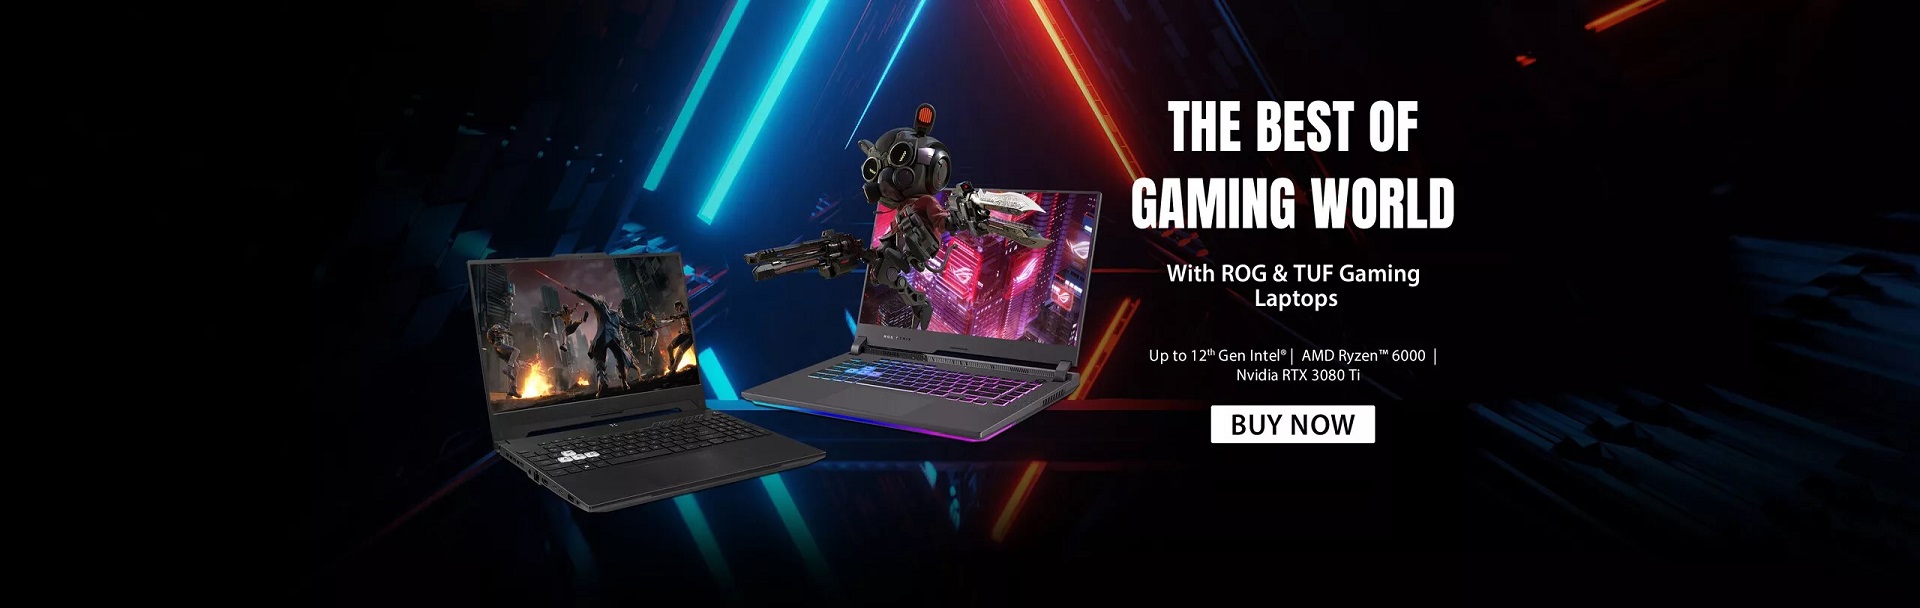 THE BEST OF
GAMING WORLD
With ROG & TUF Gaming
Laptops
Up to 12th Gen Intel® | AMD Ryzen™ 6000 |
Nvidia RTX 3080 Ti
BUY NOW